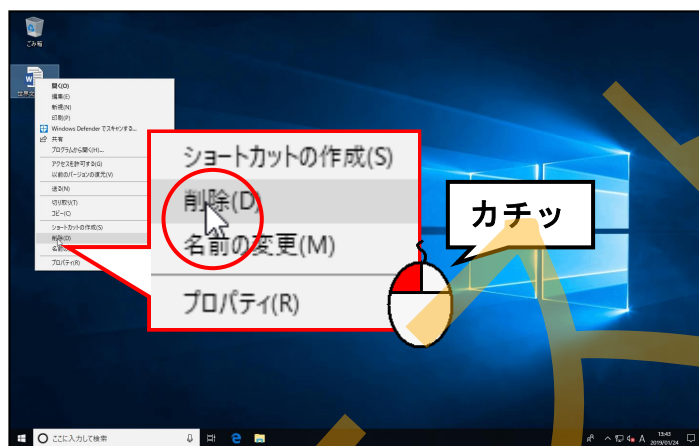 ごみ箱
開く(O)
編集(E)
新規(N)
印刷(P)
Windows Defender でスキャンする...
共有
プログラムから開く(H)...
アクセスを許可する(G)
以前のバージョンの復元(V)
送る(N)
切り取り(T)
コピー(C)
ショートカットの作成(S)
削除(D)
プロパティ(R)
ショートカットの作成(S)
削除(D)
名前の変更(M)
プロパティ(R)
カチッ
ここに入力して検索
A
13:43
2019/01/24